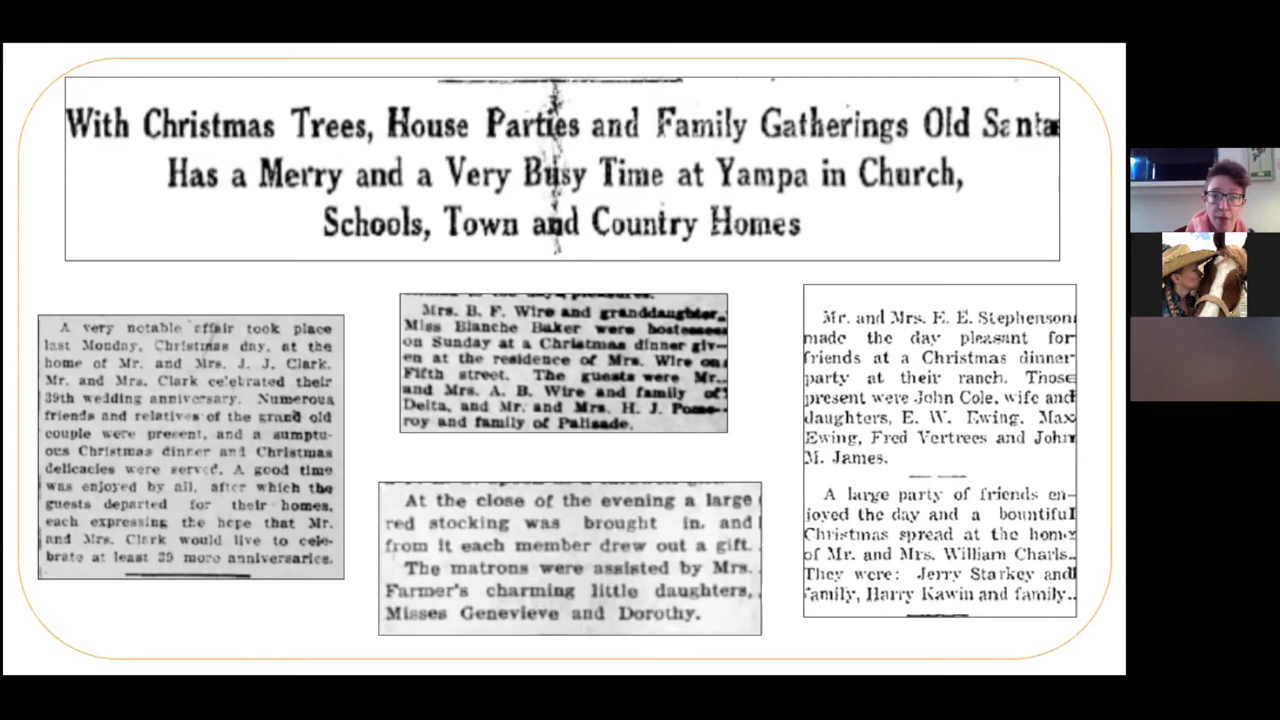 With Christmas Trees, House Parties and Family Gatherings Old Santa
Has a Merry and a Very Busy Time at Yampa in Church,
Schools, Town and Country Homes
A very notable affair took place
last Monday, Christmas day, at the
home of Mr. and Mrs. J. J. Clark.
Mr. and Mrs. Clark celebrated their
39th wedding anniversary. Numerous
friends and relatives of the grand old
couple were present, and a sumptu-
ous Christmas dinner and Christmas
delicacies were served. A good time
was enjoyed by all, after which the
guests departed for their homes,
each expressing the hope that Mr.
and Mrs. Clark would live to cele-
brate at least 39 more anniversaries.
Mrs. B. F. Wire and granddaughter,
Miss Blanche Baker were hostesses
on Sunday at a Christmas dinner giv-
en at the residence of Mrs. Wire on
Fifth street. The guests were Mr.
and Mrs. A. B. Wire and family of
Delta, and Mr. and Mrs. H. J. Pome-
roy and family of Palisade.
At the close of the evening a large
red stocking was brought in, and
from it each member drew out a gift.
The matrons were assisted by Mrs.
Farmer's charming little daughters,
Misses Genevieve and Dorothy.
Mr. and Mrs. E. E. Stephenson
made the day pleasant for
friends at a Christmas dinner
party at their ranch. Those
present were John Cole, wife and
daughters, E. W. Ewing, Max
Ewing, Fred Vertrees and John
M. James.
A large party of friends en-
joyed the day and a bountiful
Christmas spread at the home
of Mr. and Mrs. William Charls.
They were: Jerry Starkey and
family, Harry Kawin and family..